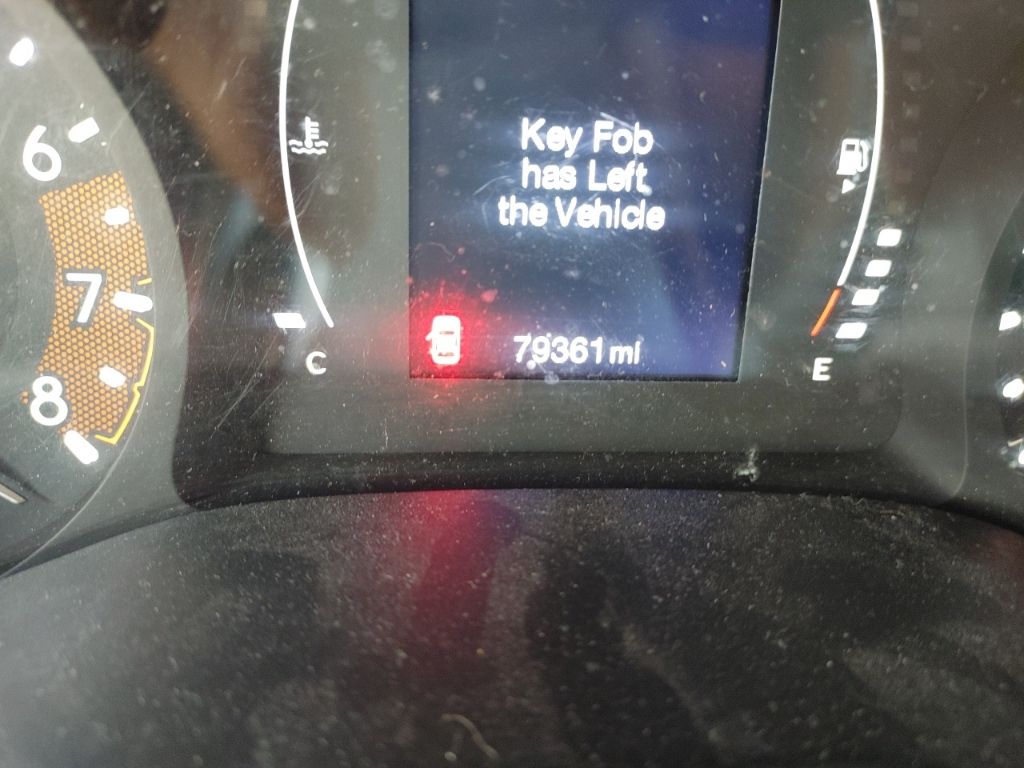 6
7
8
Key Fob
has Left
the Vehicle
79361 mi
C
E